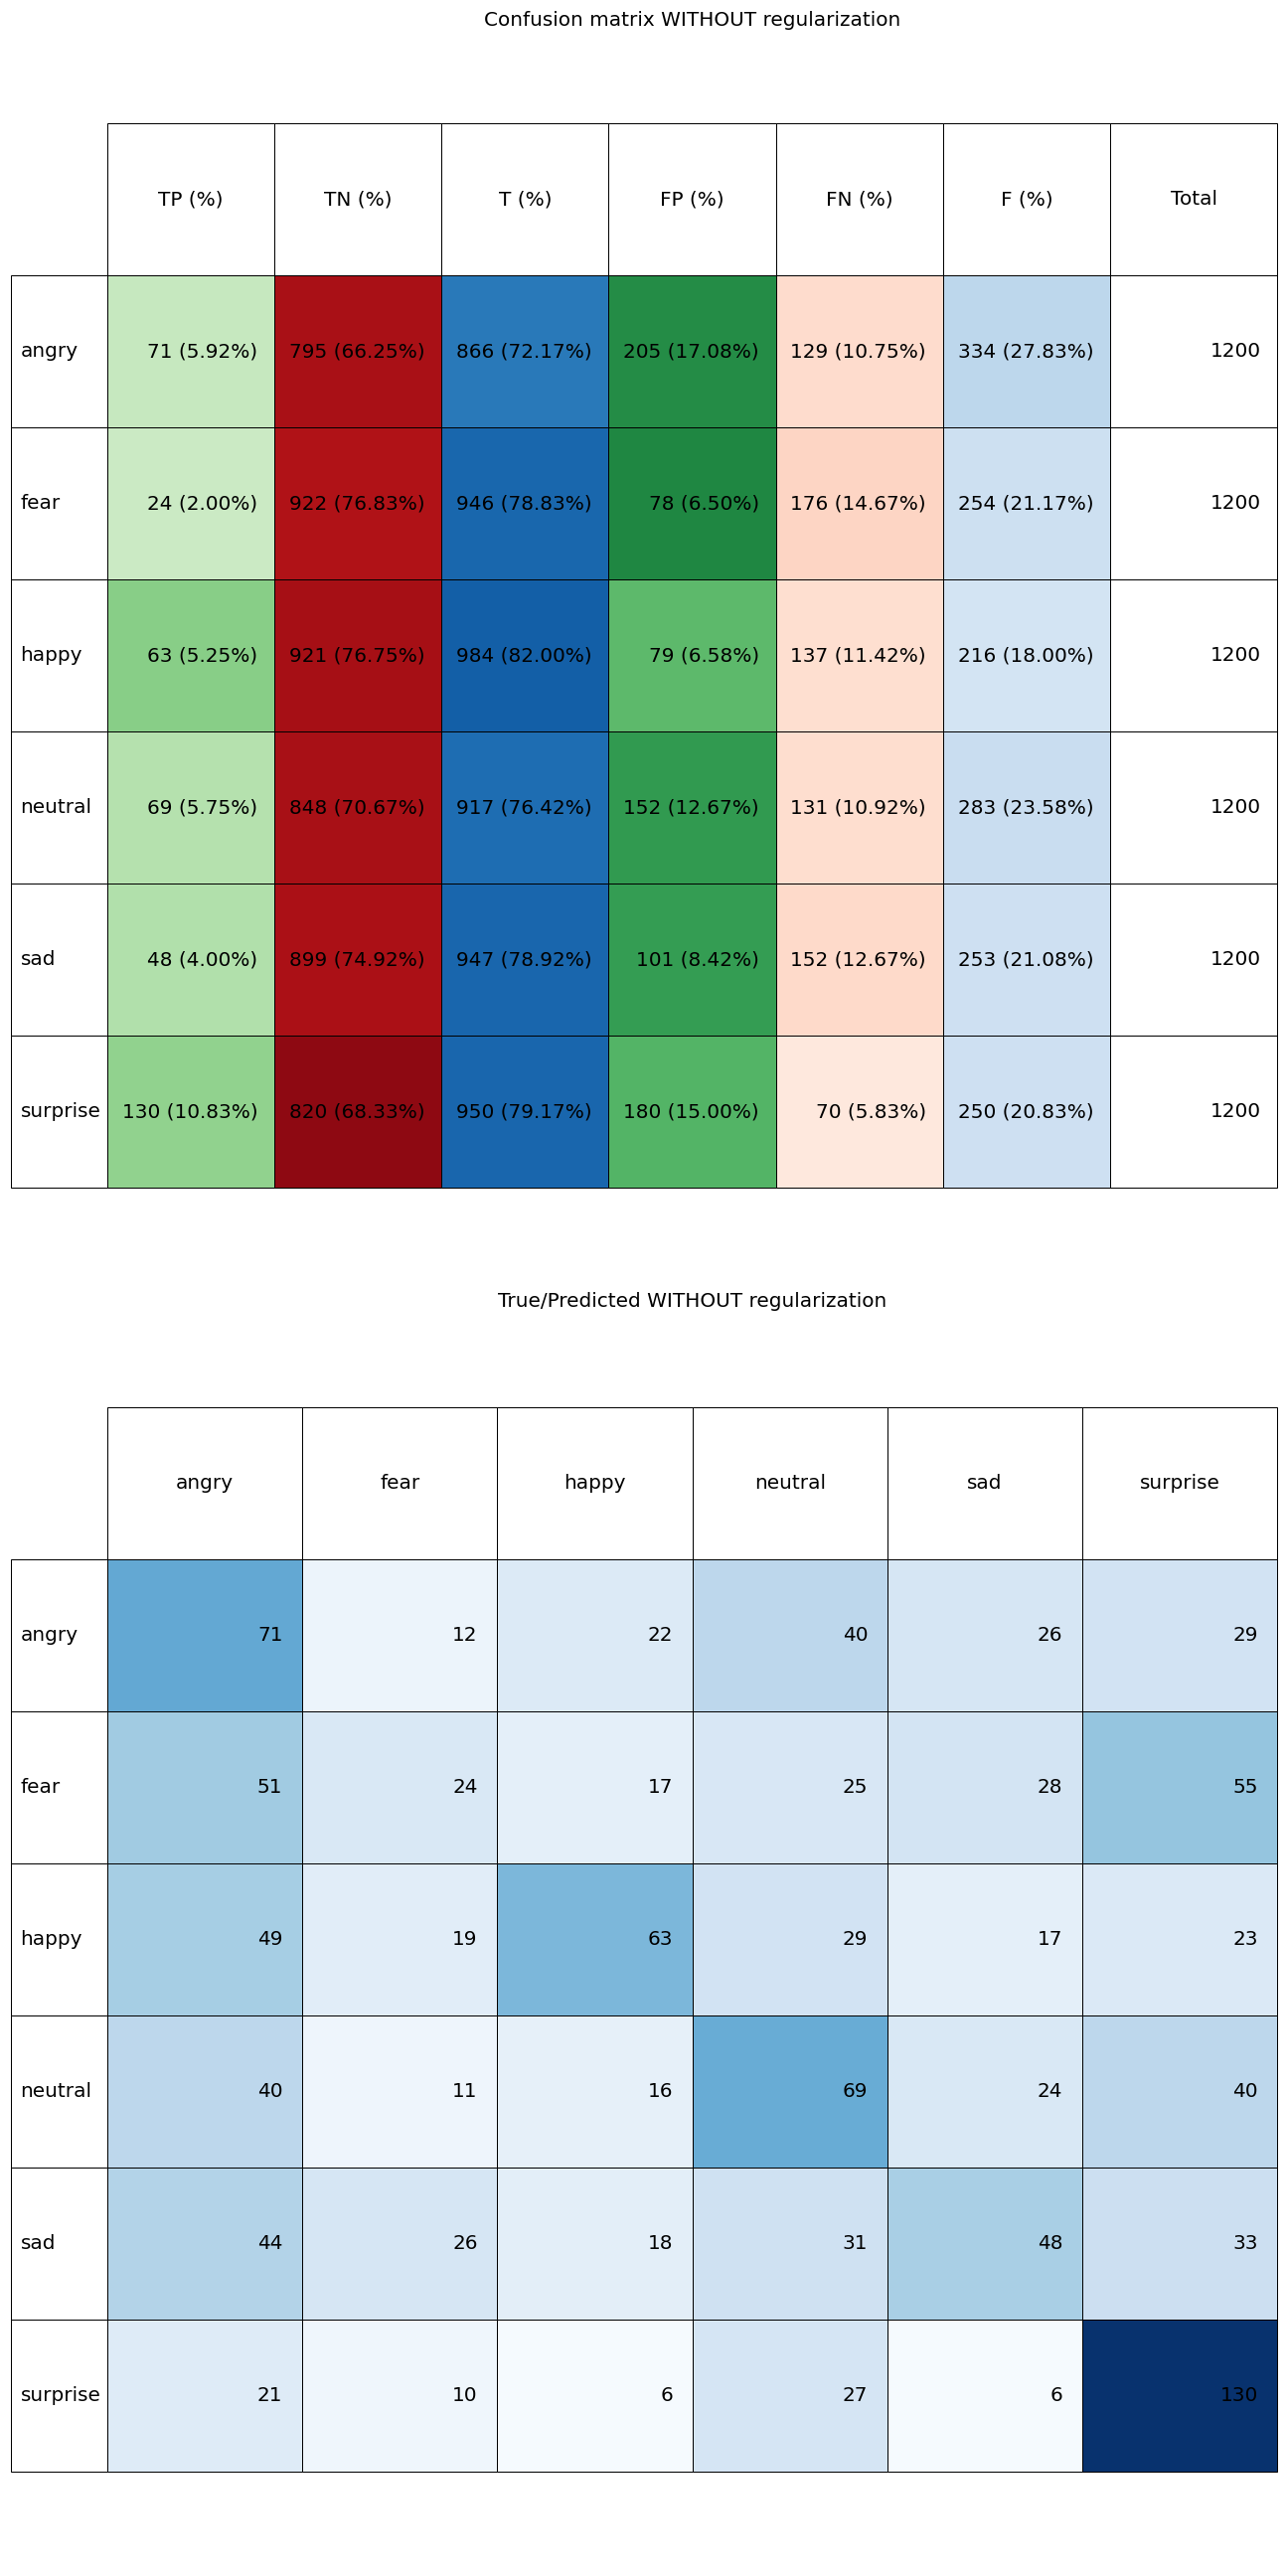 Confusion matrix WITHOUT regularization
TP (%) TN (%) T (%) FP (%) FN (%) F (%) Total
angry 71 (5.92%) 795 (66.25%) 866 (72.17%) 205 (17.08%) 129 (10.75%) 334 (27.83%) 1200
fear 24 (2.00%) 922 (76.83%) 946 (78.83%) 78 (6.50%) 176 (14.67%) 254 (21.17%) 1200
happy 63 (5.25%) 921 (76.75%) 984 (82.00%) 79 (6.58%) 137 (11.42%) 216 (18.00%) 1200
neutral 69 (5.75%) 848 (70.67%) 917 (76.42%) 152 (12.67%) 131 (10.92%) 283 (23.58%) 1200
sad 48 (4.00%) 899 (74.92%) 947 (78.92%) 101 (8.42%) 152 (12.67%) 253 (21.08%) 1200
surprise 130 (10.83%) 820 (68.33%) 950 (79.17%) 180 (15.00%) 70 (5.83%) 250 (20.83%) 1200
True/Predicted WITHOUT regularization
angry fear happy neutral sad surprise
angry 71 12 22 40 26 29
fear 51 24 17 25 28 55
happy 49 19 63 29 17 23
neutral 40 11 16 69 24 40
sad 44 26 18 31 48 33
surprise 21 10 6 27 6 130